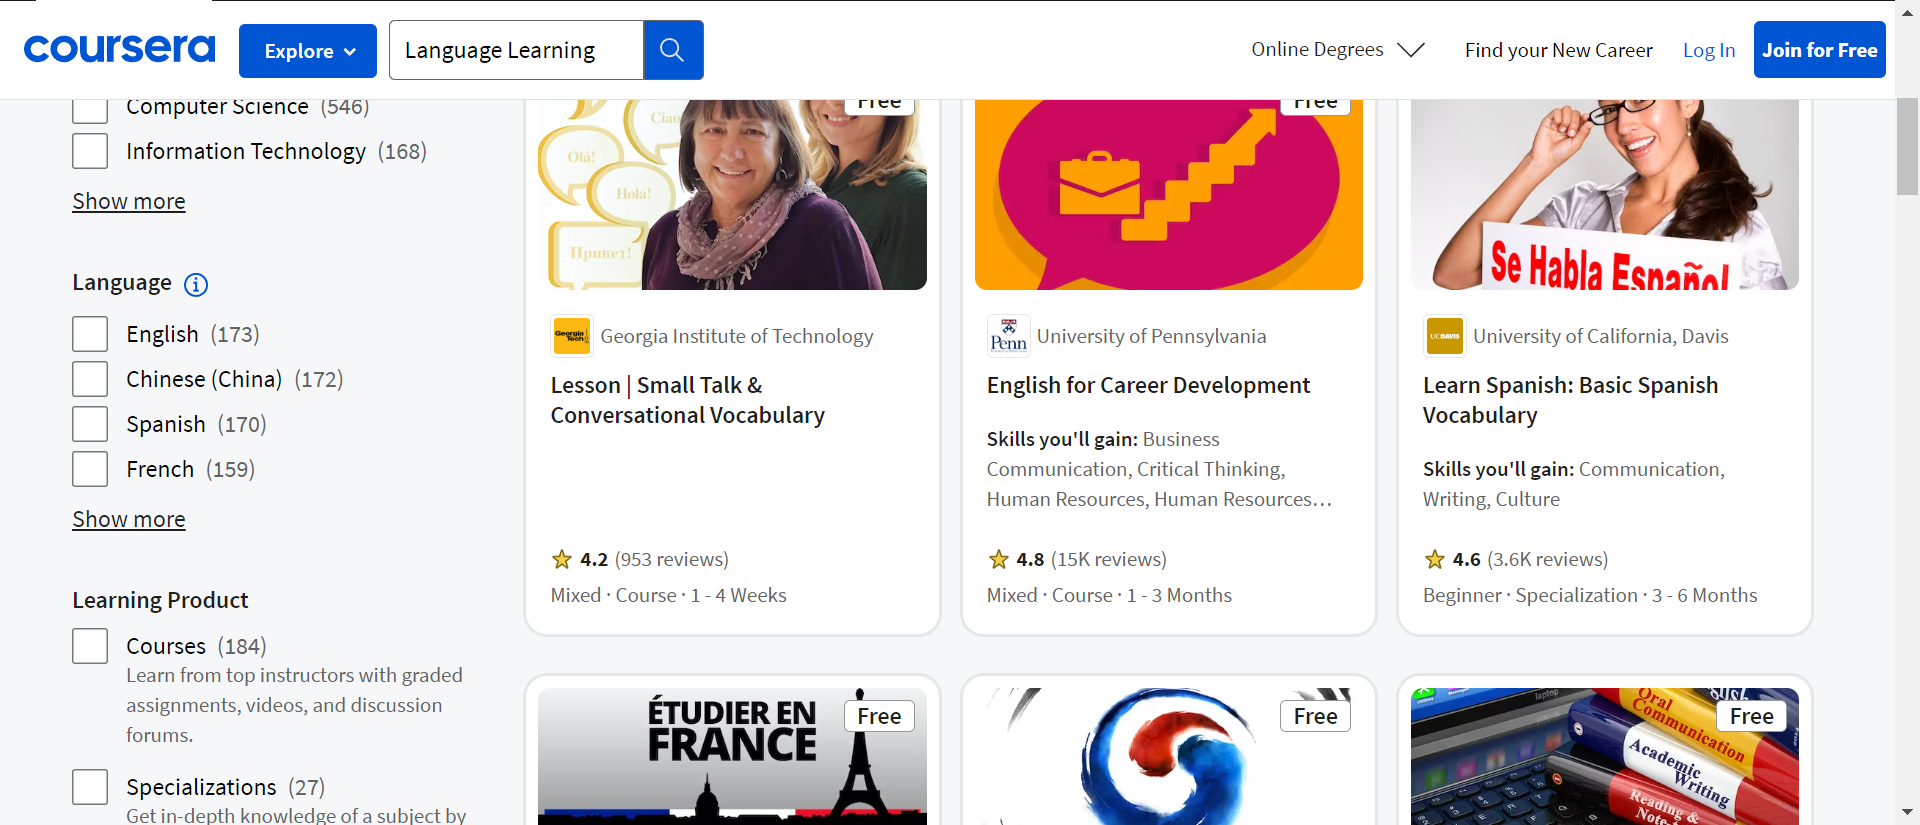 coursera
Explore
Language Learning
Online Degrees
Find your New Career
Log In
Join for Free
Computer Science (546)
Information Technology (168)
Show more
Language
English (173)
Chinese (China) (172)
Spanish (170)
French (159)
Show more
Learning Product
Courses (184)
Learn from top instructors with graded
assignments, videos, and discussion
forums.
Specializations (27)
Get in-depth knowledge of a subject by
Free
Ciao
Olá!
Hola!
Привет!
Georgia Tech
Georgia Institute of Technology
Lesson | Small Talk &
Conversational Vocabulary
4.2 (953 reviews)
Mixed · Course · 1 - 4 Weeks
Free
Penn
University of Pennsylvania
English for Career Development
Skills you'll gain: Business
Communication, Critical Thinking,
Human Resources, Human Resources…
4.8 (15K reviews)
Mixed · Course · 1 - 3 Months
Se Habla Español
UCDAVIS
University of California, Davis
Learn Spanish: Basic Spanish
Vocabulary
Skills you'll gain: Communication,
Writing, Culture
4.6 (3.6K reviews)
Beginner · Specialization · 3 - 6 Months
ÉTUDIER EN
FRANCE
Free
Free
laptop
Free
Oral
Communication
Academic
Writing
Reading &